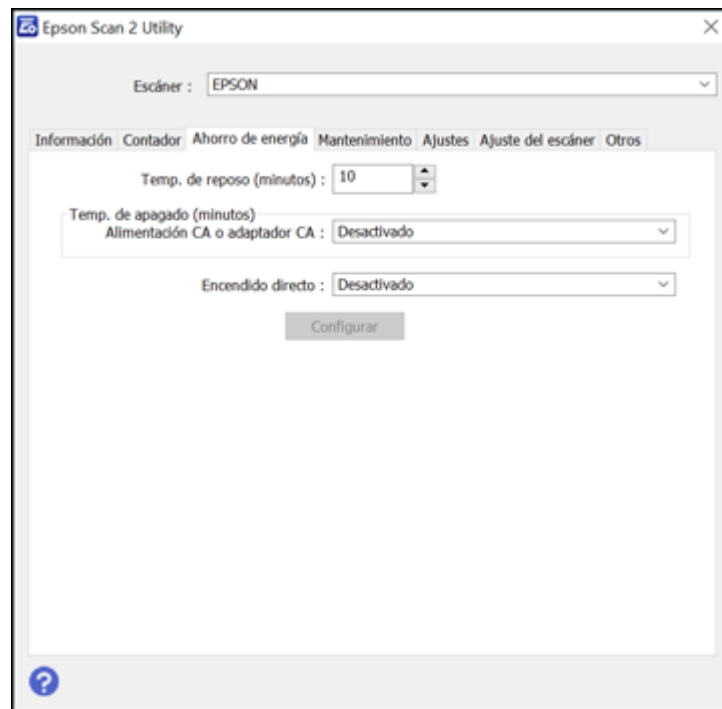 Epson Scan 2 Utility
Escáner : EPSON
Información Contador Ahorro de energía Mantenimiento Ajustes Ajuste del escáner Otros
Temp. de reposo (minutos) : 10
Temp. de apagado (minutos)
Alimentación CA o adaptador CA : Desactivado
Encendido directo : Desactivado
Configurar
?